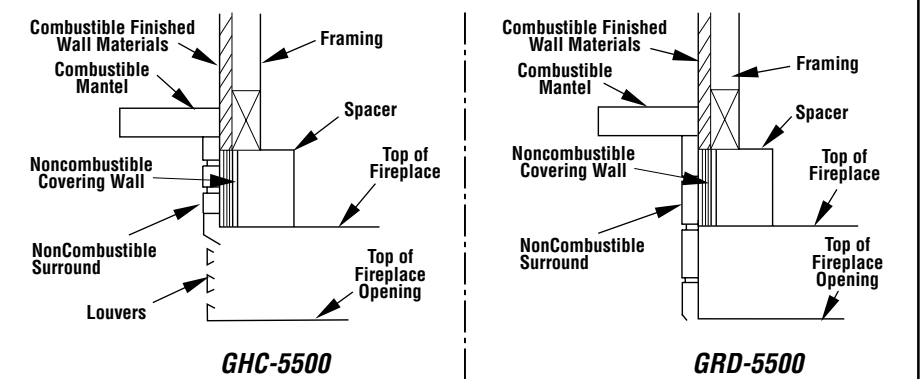 Combustible Finished
Wall Materials
Framing
Combustible
Mantel
Spacer
Noncombustible
Covering Wall
Top of
Fireplace
NonCombustible
Surround
Top of
Fireplace
Opening
Louvers
GHC-5500
Combustible Finished
Wall Materials
Framing
Combustible
Mantel
Spacer
Noncombustible
Covering Wall
Top of
Fireplace
NonCombustible
Surround
Top of
Fireplace
Opening
GRD-5500